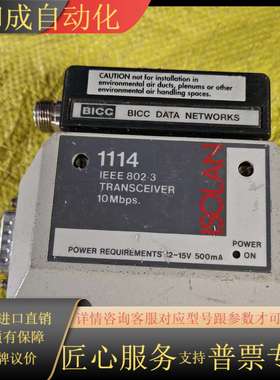 印成自动化
CAUTION not for installation in
environmental air ducts, plenums or other
environmental air handling spaces.
BICC
BICC DATA NETWORKS
1114
IEEE 802·3
TRANSCEIVER
10Mbps.
ISOLAN
POWER REQUIREMENTS 12-15V 500mA
POWER
ON
进口直销
有保障
牌议价
详情咨询客服对应型号跟参数才可
匠心服务 支持 普票专